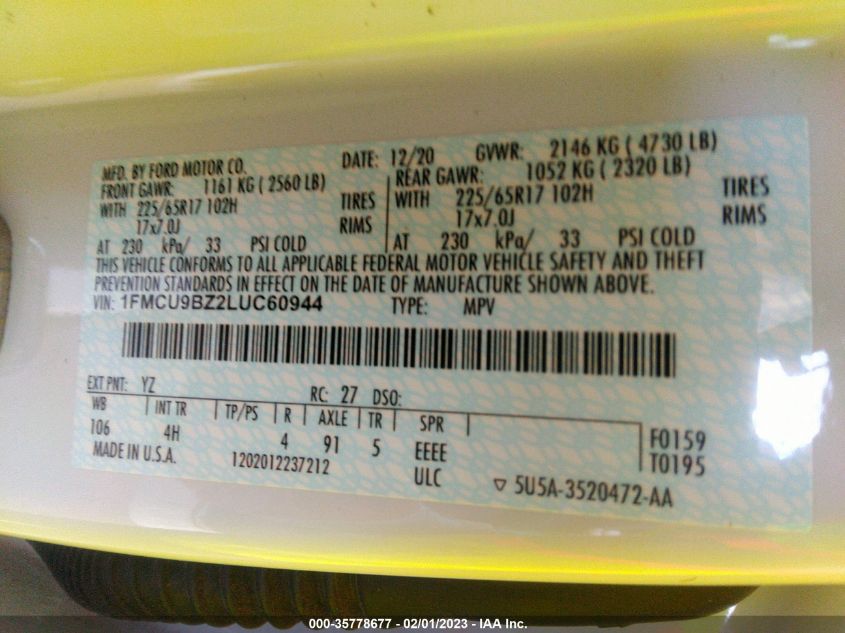 MFD. BY FORD MOTOR CO. DATE: 12/20 GVWR: 2146 KG ( 4730 LB)
FRONT GAWR: 1161 KG ( 2560 LB) REAR GAWR: 1052 KG ( 2320 LB)
WITH 225/65R17 102H TIRES WITH 225/65R17 102H TIRES
17x7.0J RIMS 17x7.0J RIMS
AT 230 kPa/ 33 PSI COLD AT 230 kPa/ 33 PSI COLD
THIS VEHICLE CONFORMS TO ALL APPLICABLE FEDERAL MOTOR VEHICLE SAFETY AND THEFT
PREVENTION STANDARDS IN EFFECT ON THE DATE OF MANUFACTURE SHOWN ABOVE.
VIN: 1FMCU9BZ2LUC60944 TYPE: MPV
EXT PNT: YZ RC: 27 DSO:
WB INT TR TP/PS R AXLE TR SPR
106 4H 4 91 5 EEEE F0159
MADE IN U.S.A. 1202012237212 ULC T0195
5U5A-3520472-AA
000-35778677 - 02/01/2023 - IAA Inc.